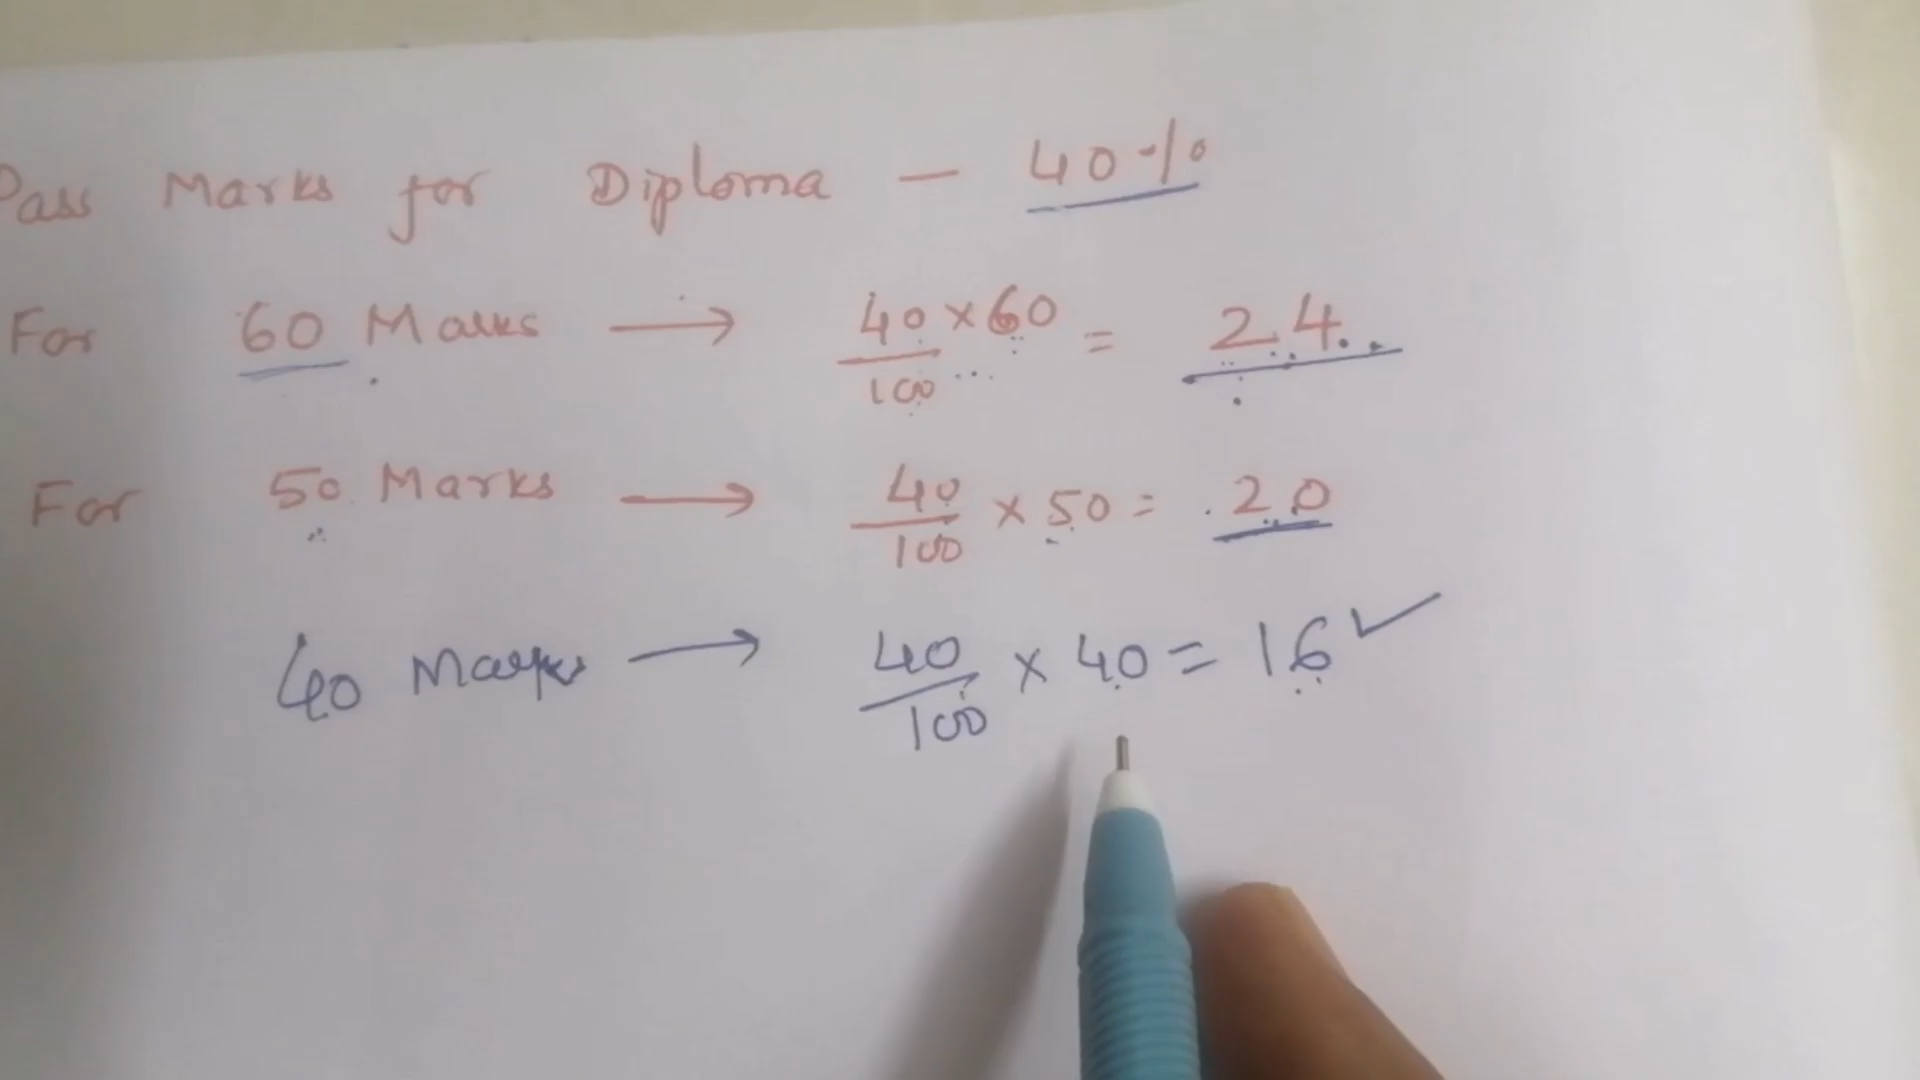 Pass Marks for Diploma — 40%
For 60 Marks → 40/100 × 60 = 24
For 50 Marks → 40/100 × 50 = 20
40 Marks → 40/100 × 40 = 16 ✓